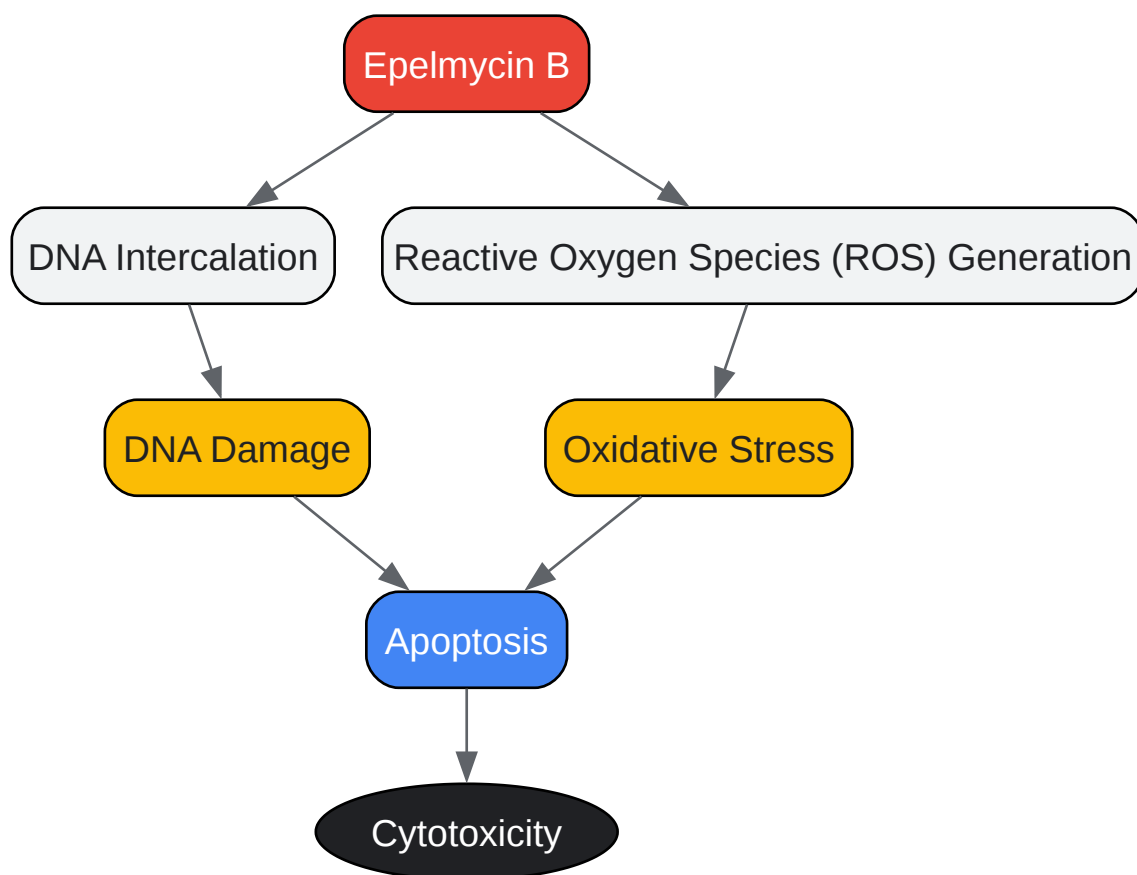 Epelmycin B
DNA Intercalation
Reactive Oxygen Species (ROS) Generation
DNA Damage
Oxidative Stress
Apoptosis
Cytotoxicity